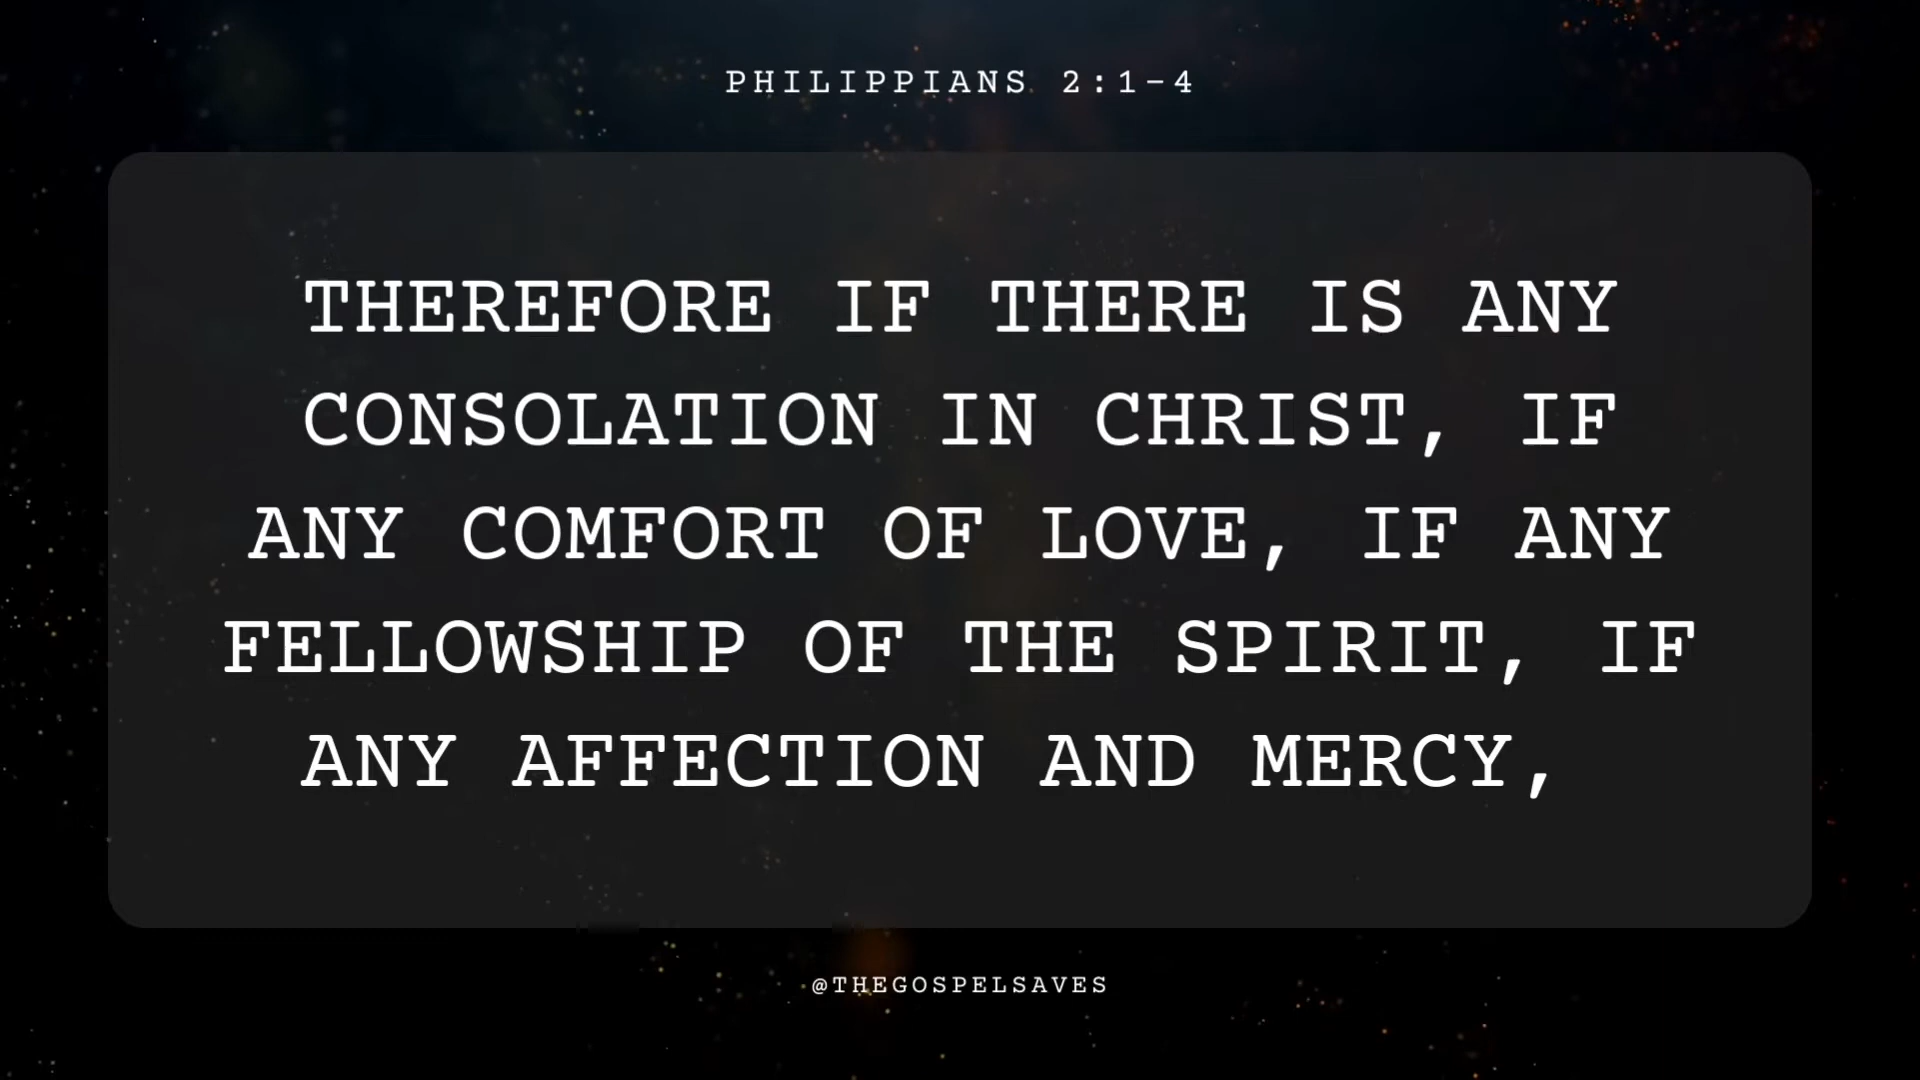 PHILIPPIANS 2:1-4
THEREFORE IF THERE IS ANY
CONSOLATION IN CHRIST, IF
ANY COMFORT OF LOVE, IF ANY
FELLOWSHIP OF THE SPIRIT, IF
ANY AFFECTION AND MERCY,
@THEGOSPELSAVES